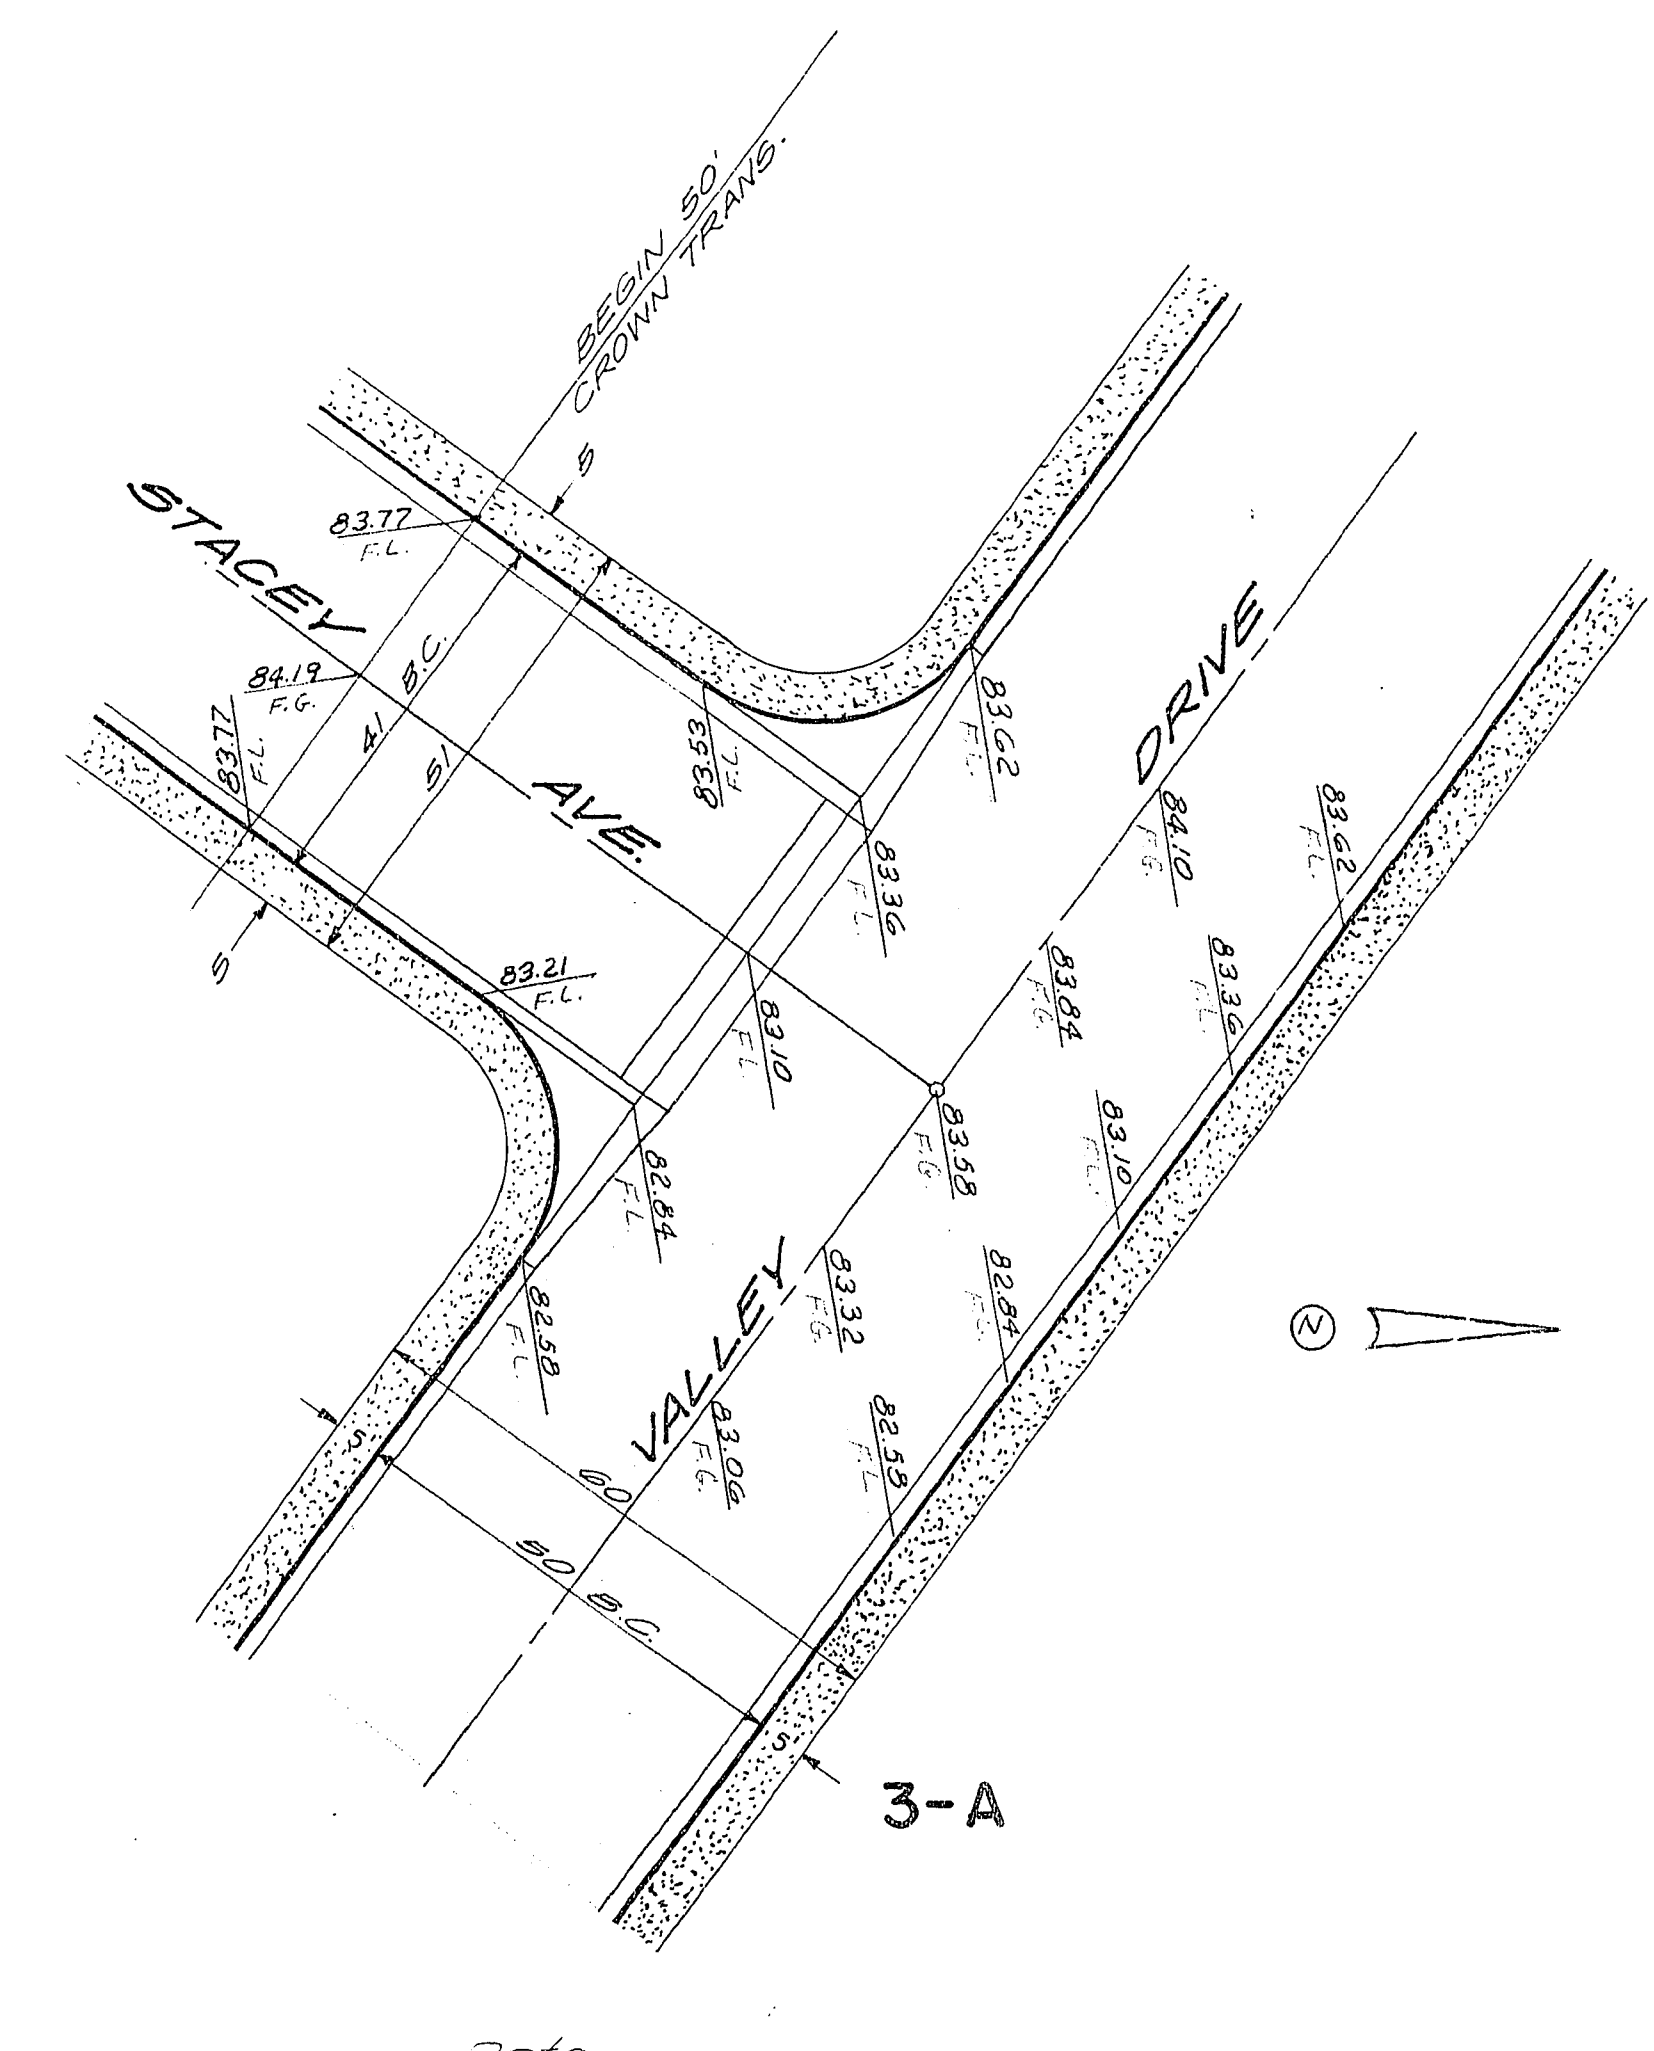 BEGIN 50'
CROWN TRANS.
5
STACEY
AVE.
83.77
F.L.
84.19
F.G.
83.77
F.L.
41 B.C.
51
5
83.53
F.L.
83.62
F.L.
83.36
F.L.
83.21
F.L.
83.10
F.L.
82.84
F.L.
82.58
F.L.
VALLEY
DRIVE
84.10
F.G.
83.84
F.G.
83.58
F.G.
83.32
F.G.
83.06
F.G.
83.62
F.L.
83.36
F.L.
83.10
F.L.
82.84
F.L.
82.58
F.L.
N
5
60
50 B.C.
5
3-A